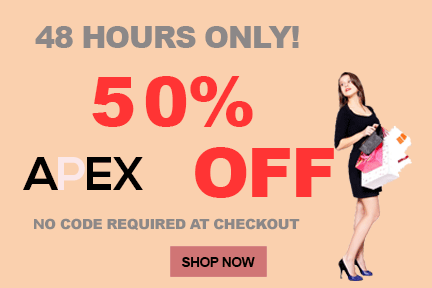 48 HOURS ONLY!
50%
APEX
OFF
NO CODE REQUIRED AT CHECKOUT
SHOP NOW